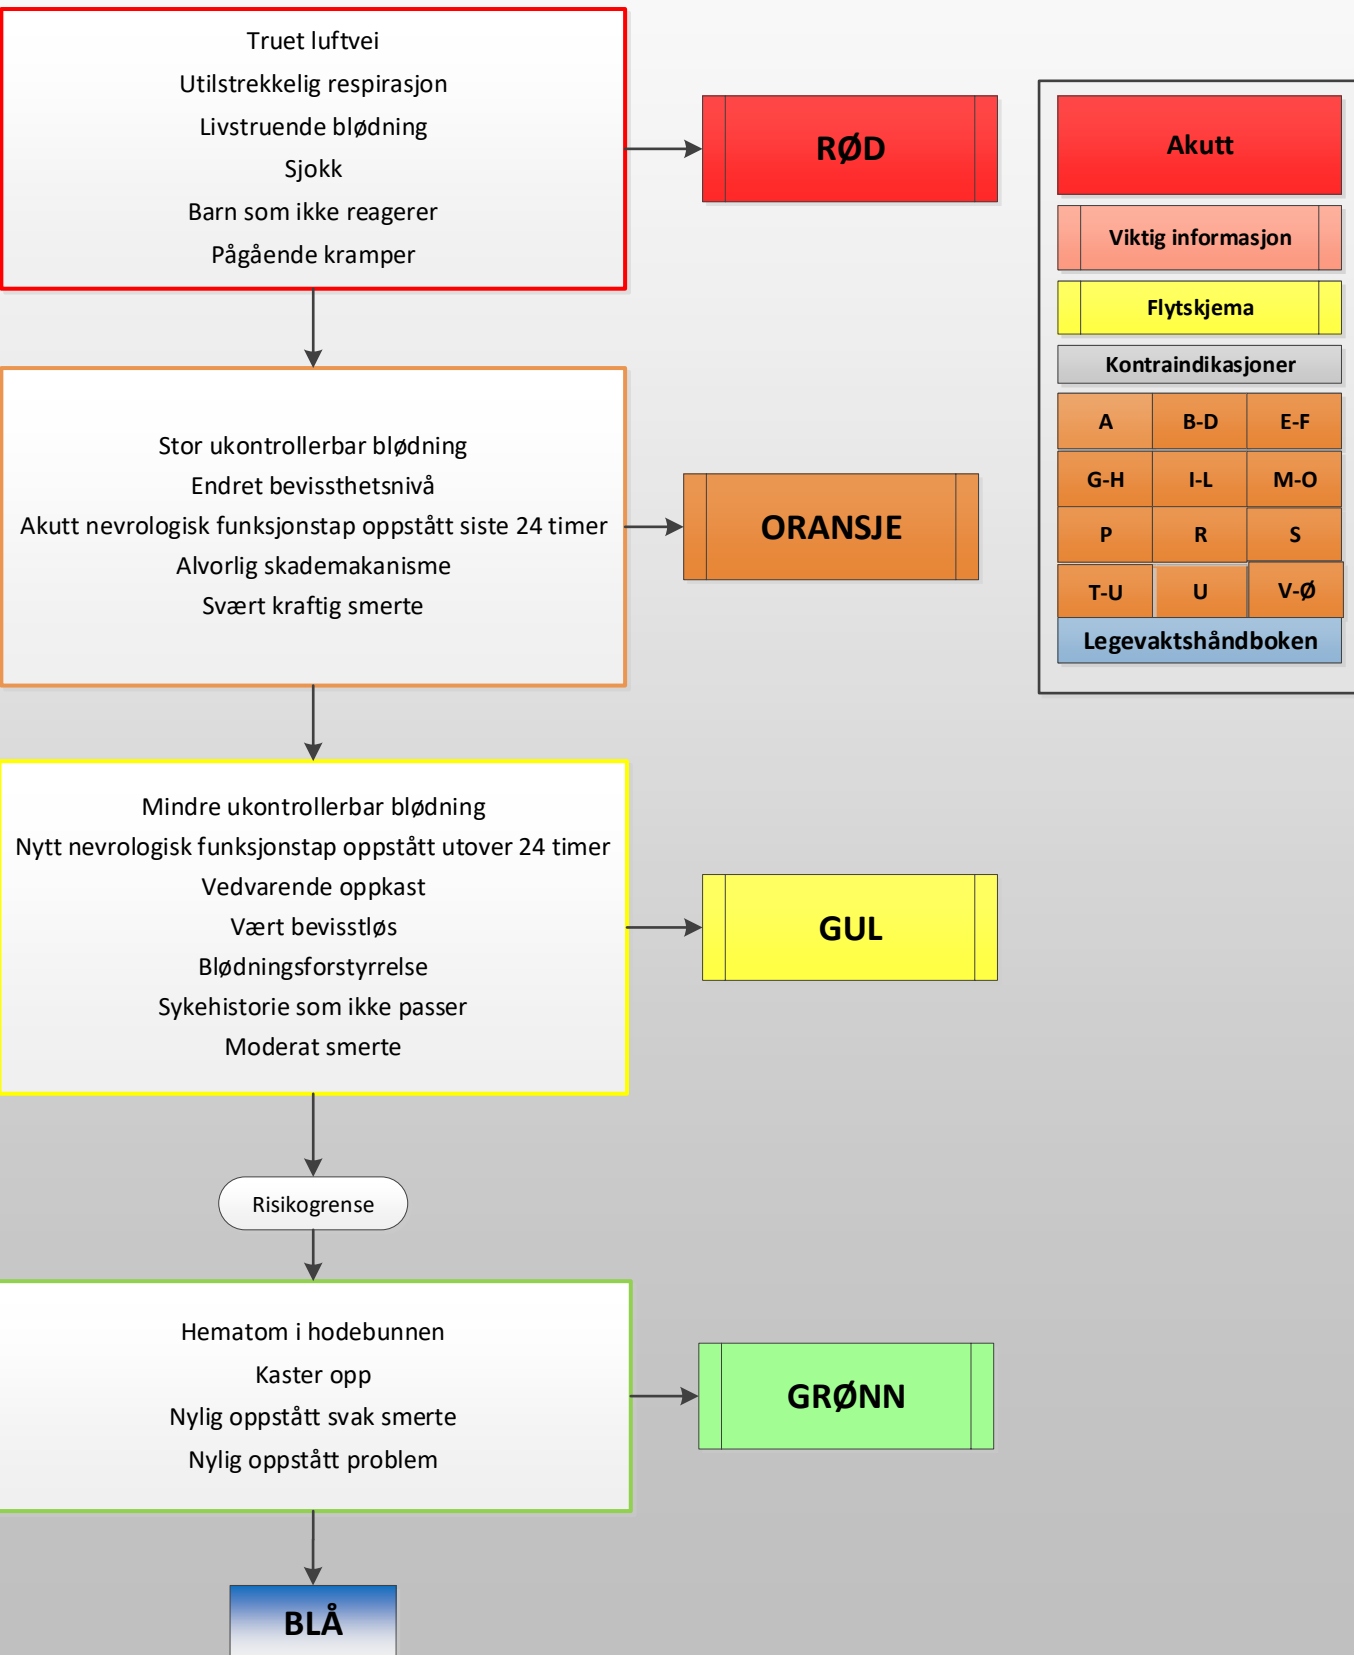 Truet luftvei
Utilstrekkelig respirasjon
Livstruende blødning
Sjokk
Barn som ikke reagerer
Pågående kramper
RØD
Stor ukontrollerbar blødning
Endret bevissthetsnivå
Akutt nevrologisk funksjonstap oppstått siste 24 timer
Alvorlig skademakanisme
Svært kraftig smerte
ORANSJE
Mindre ukontrollerbar blødning
Nytt nevrologisk funksjonstap oppstått utover 24 timer
Vedvarende oppkast
Vært bevisstløs
Blødningsforstyrrelse
Sykehistorie som ikke passer
Moderat smerte
GUL
Risikogrense
Hematom i hodebunnen
Kaster opp
Nylig oppstått svak smerte
Nylig oppstått problem
GRØNN
BLÅ
Akutt
Viktig informasjon
Flytskjema
Kontraindikasjoner
A B-D E-F
G-H I-L M-O
P R S
T-U U V-Ø
Legevaktshåndboken